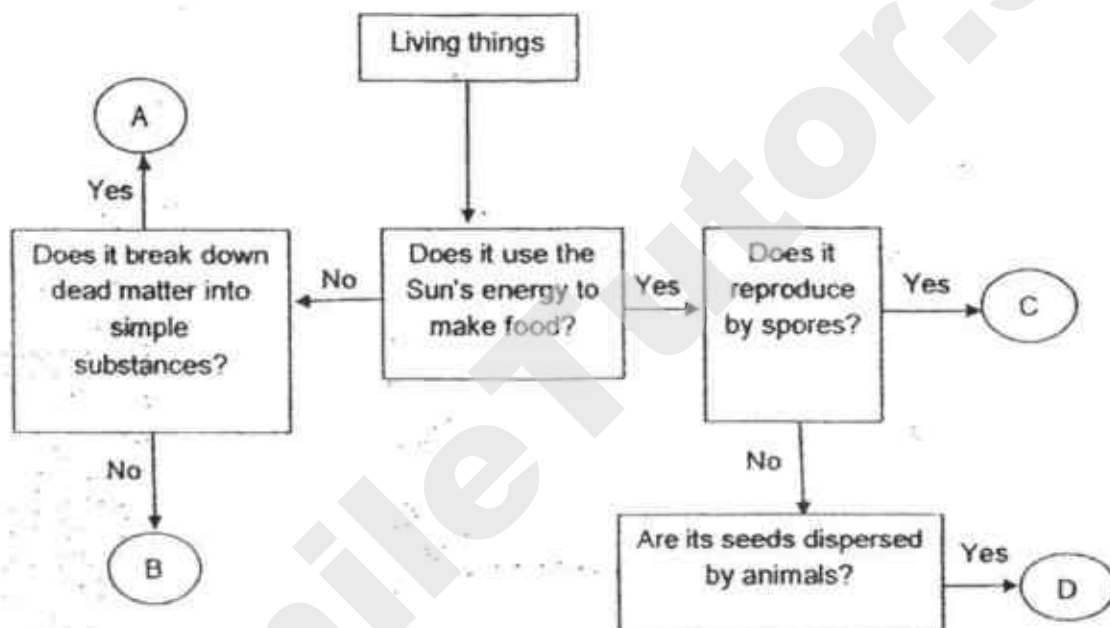 Living things
A
Yes
Does it break down
dead matter into
simple
substances?
No
Does it use the
Sun's energy to
make food?
Yes
Does it
reproduce
by spores?
Yes
C
No
B
No
Are its seeds dispersed
by animals?
Yes
D